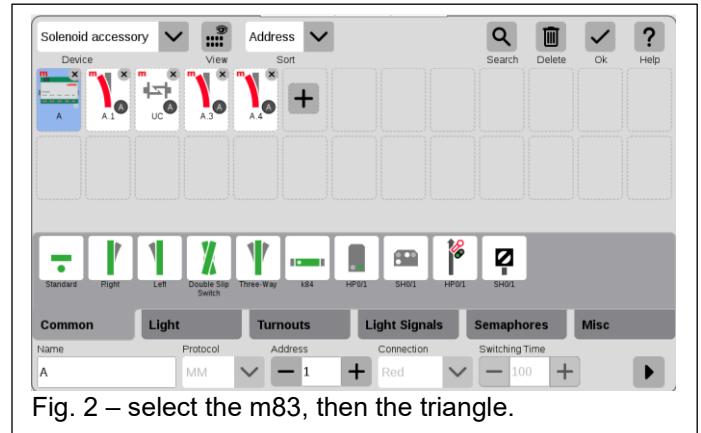 Solenoid accessory
Address
Device
View
Sort
Search
Delete
Ok
Help
m
m
m
m
m
A
A
A
A
A
A.1
UC
A.3
A.4
Standard
Right
Left
Double Slip
Switch
Three-Way
k84
HP0/1
SH0/1
HP0/1
SH0/1
Common
Light
Turnouts
Light Signals
Semaphores
Misc
Name
Protocol
Address
Connection
Switching Time
A
MM
1
Red
100
Fig. 2 – select the m83, then the triangle.